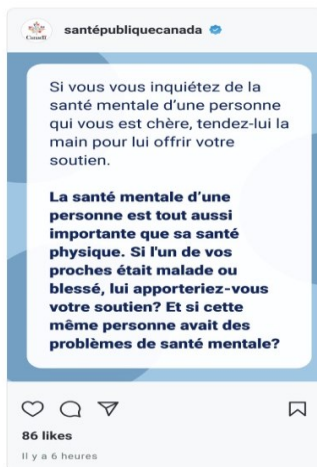 santépubliquecanada
Canada
Si vous vous inquiétez de la
santé mentale d'une personne
qui vous est chère, tendez-lui la
main pour lui offrir votre
soutien.
La santé mentale d'une
personne est tout aussi
importante que sa santé
physique. Si l'un de vos
proches était malade ou
blessé, lui apporteriez-vous
votre soutien? Et si cette
même personne avait des
problèmes de santé mentale?
86 likes
Il y a 6 heures